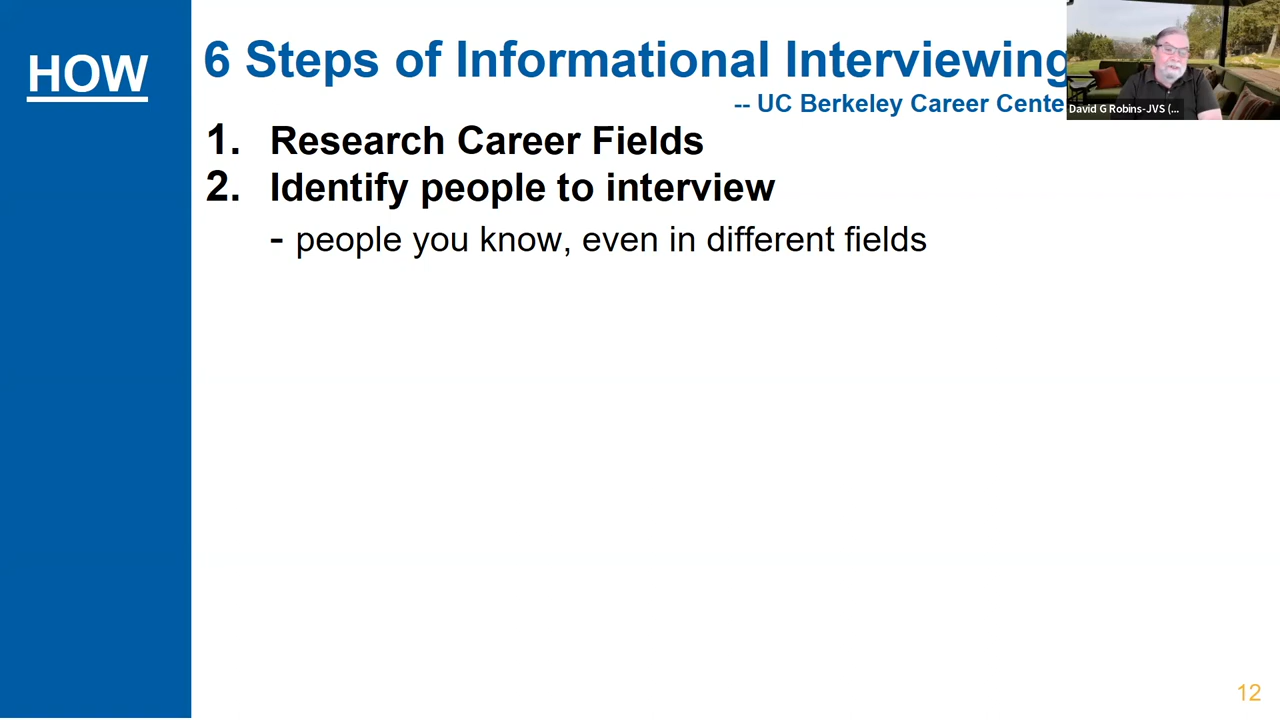 HOW
6 Steps of Informational Interviewing
-- UC Berkeley Career Cente
David G Robins-JVS (...
1. Research Career Fields
2. Identify people to interview
- people you know, even in different fields
12